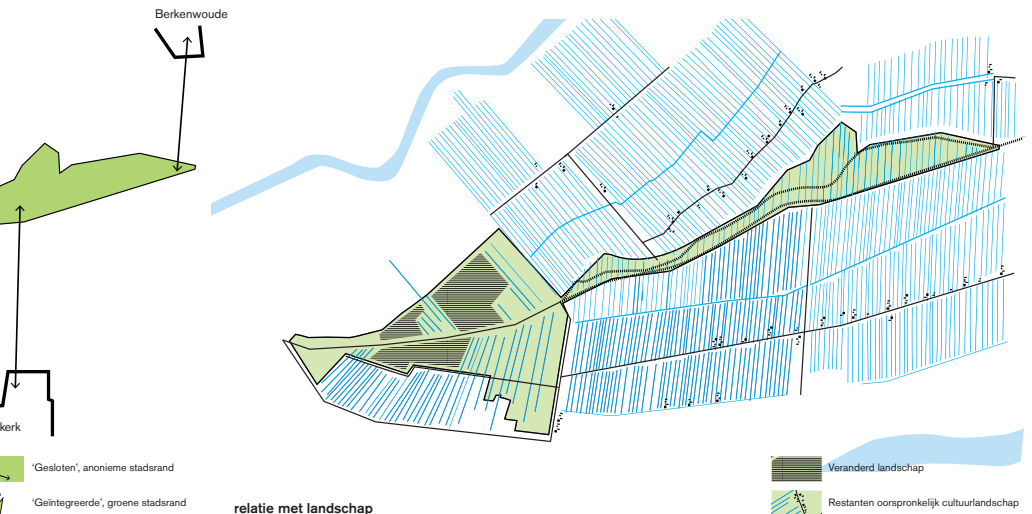 Berkenwoude
kerk
'Gesloten', anonieme stadsrand
'Geïntegreerde', groene stadsrand
relatie met landschap
Veranderd landschap
Restanten oorspronkelijk cultuurlandschap